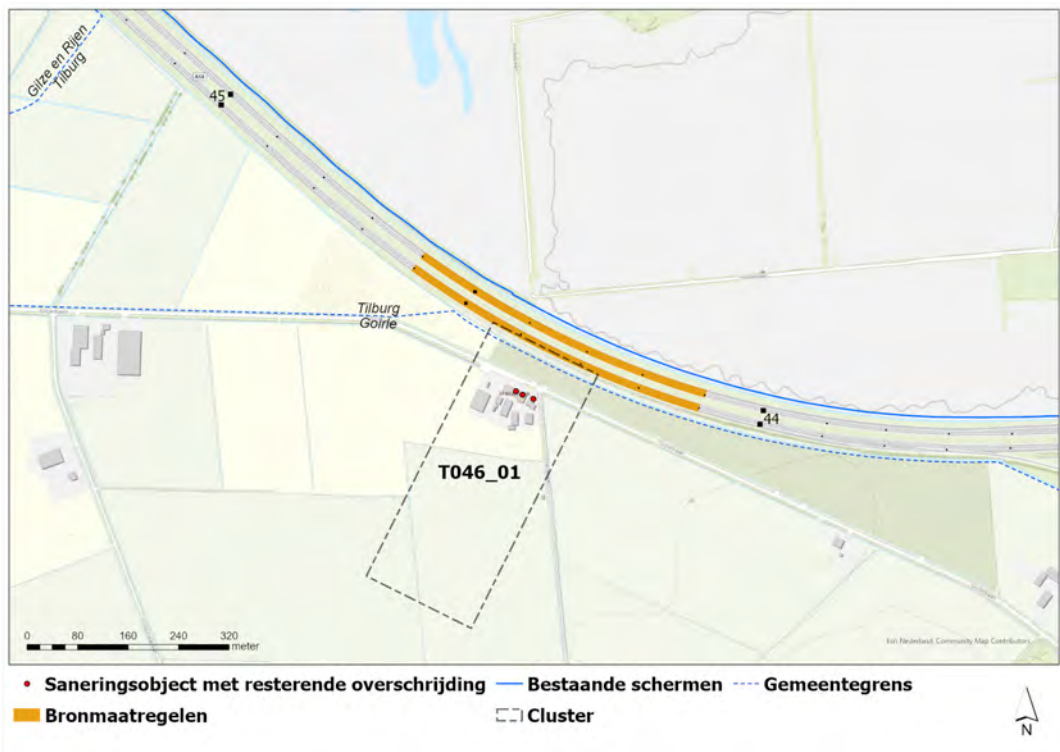 Gilze en Rijen
Tilburg
A58
45
Tilburg
Goirle
44
T046_01
0 80 160 240 320
meter
Esri Nederland, Community Map Contributors
Saneringsobject met resterende overschrijding
Bestaande schermen
Gemeentegrens
Bronmaatregelen
Cluster
N